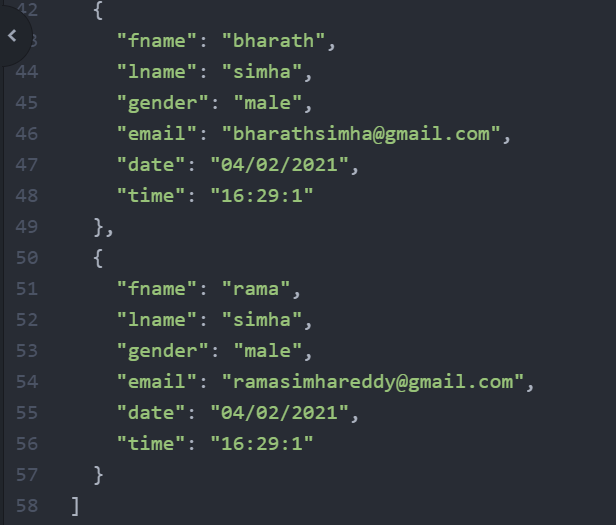 42 {
43 "fname": "bharath",
44 "lname": "simha",
45 "gender": "male",
46 "email": "bharathsimha@gmail.com",
47 "date": "04/02/2021",
48 "time": "16:29:1"
49 },
50 {
51 "fname": "rama",
52 "lname": "simha",
53 "gender": "male",
54 "email": "ramasimhareddy@gmail.com",
55 "date": "04/02/2021",
56 "time": "16:29:1"
57 }
58 ]